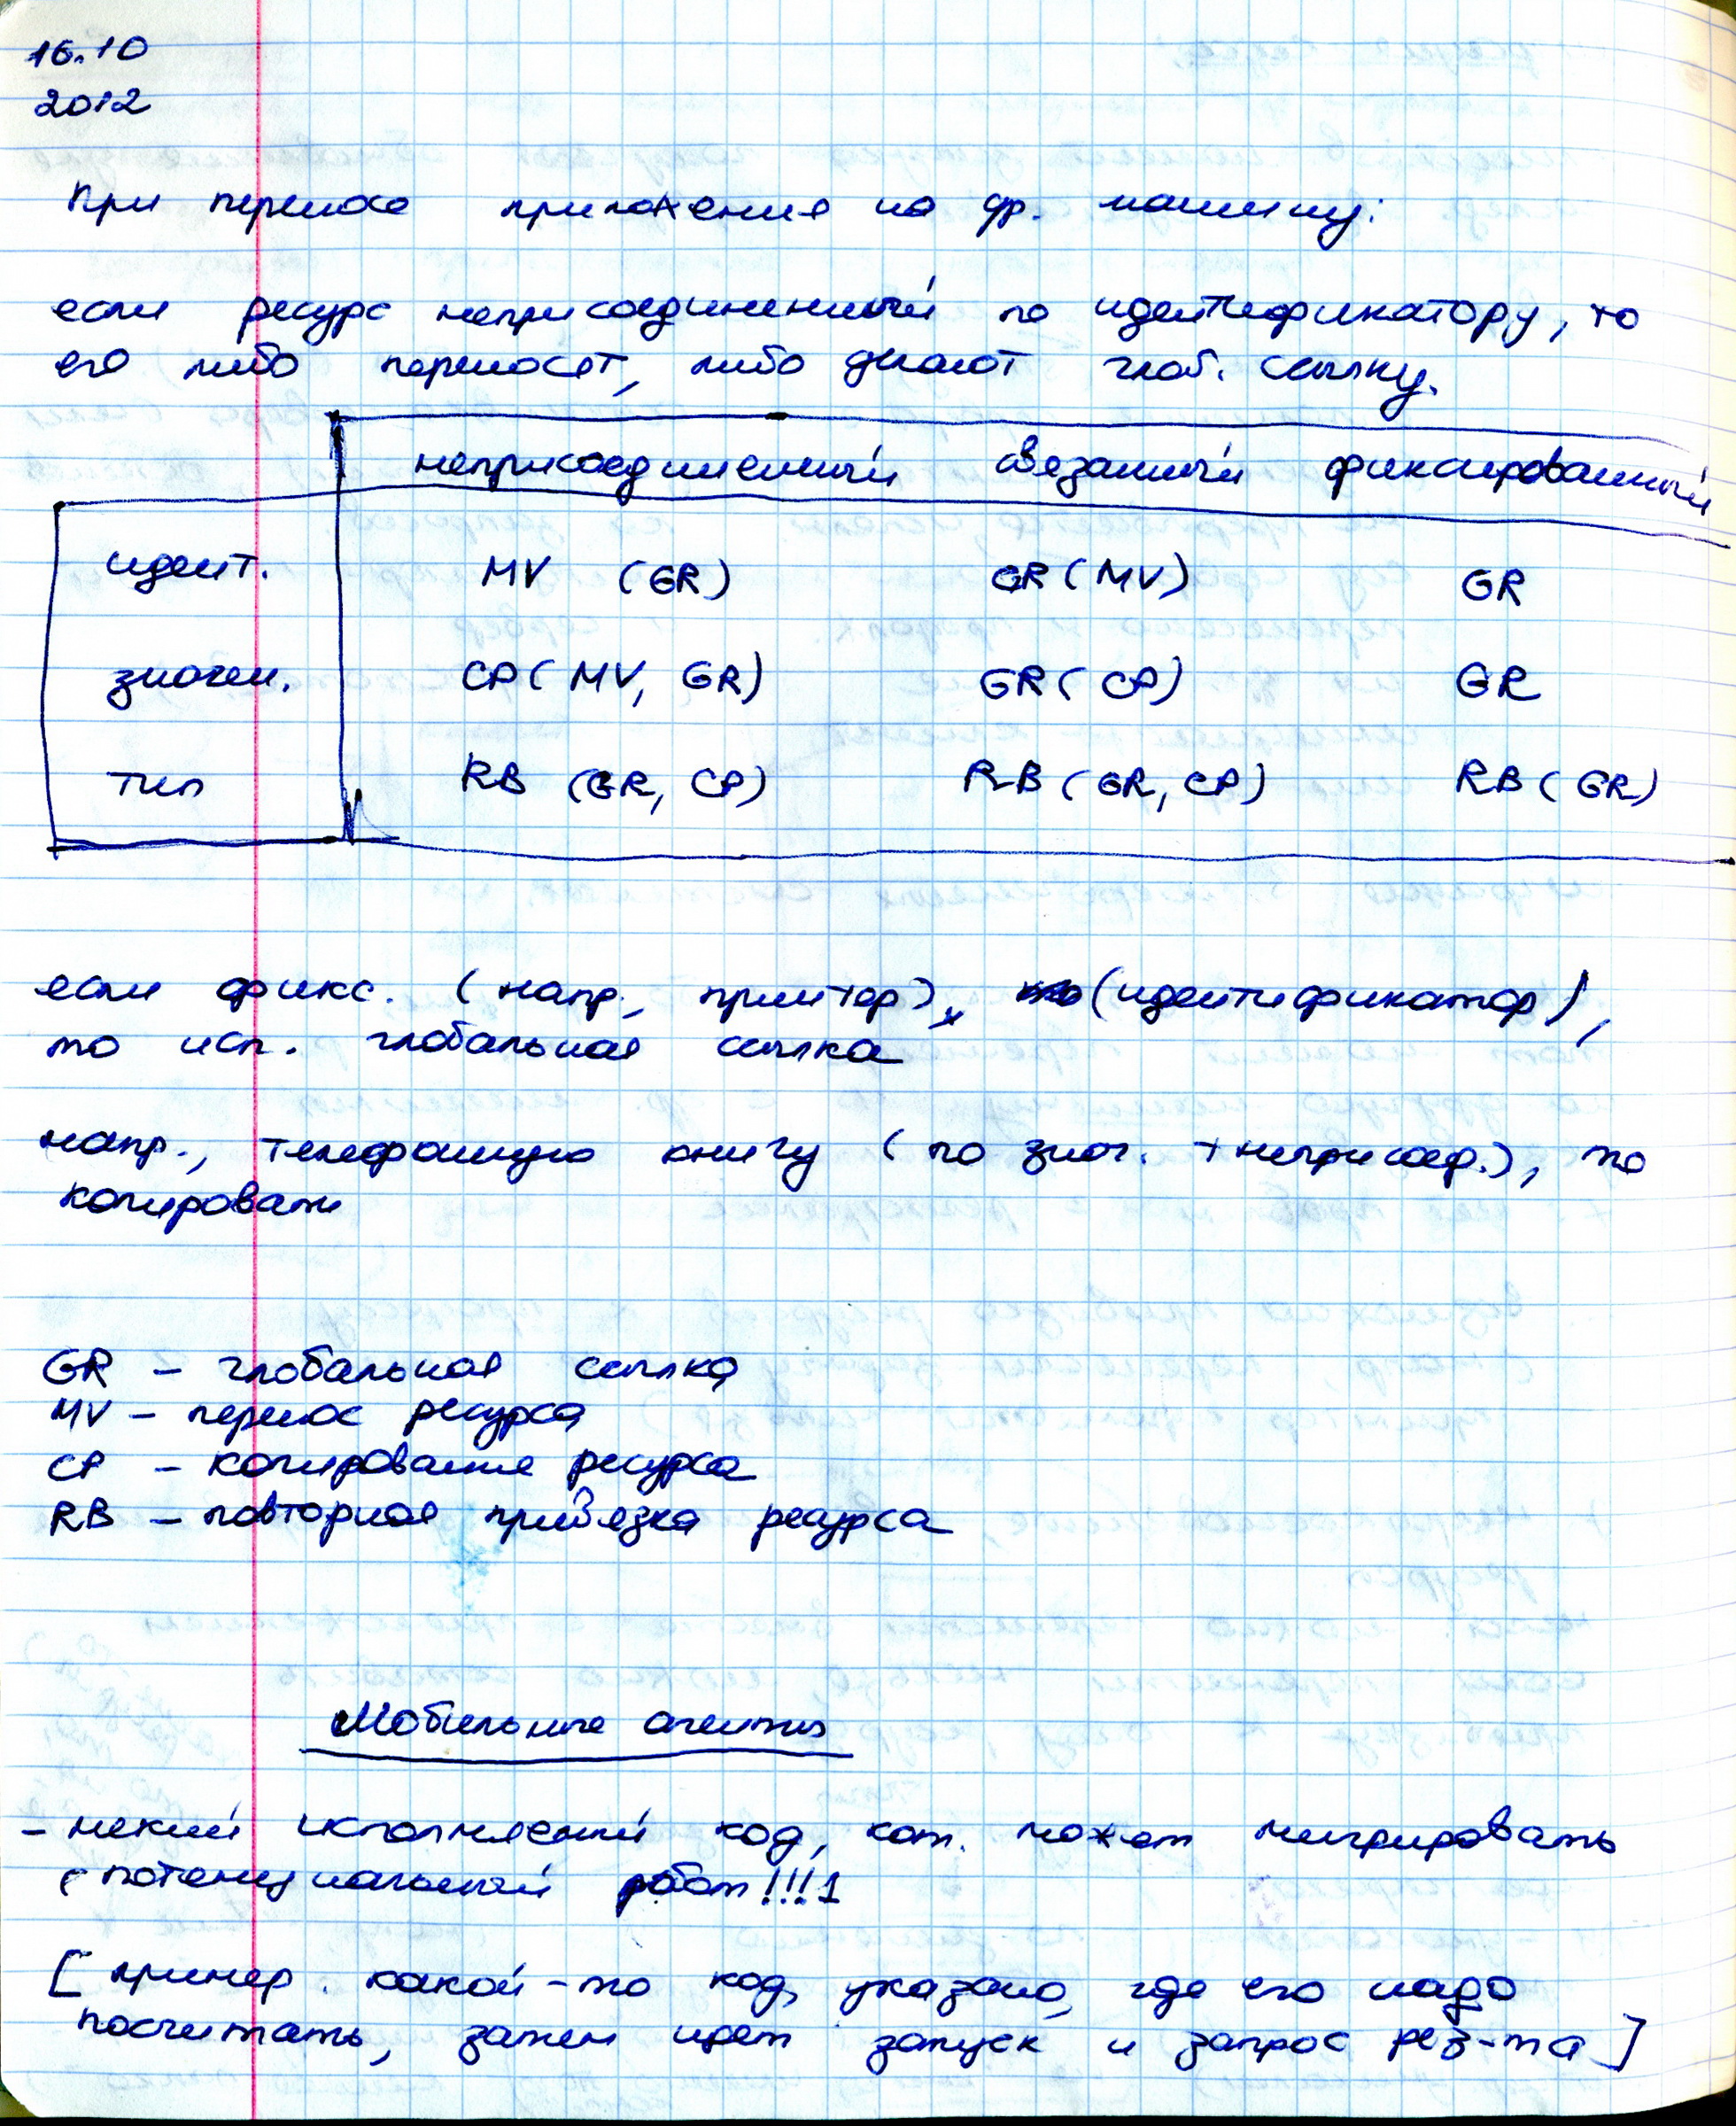 16.10
2012
При переносе приложения на др. машину:
если ресурс неприсоединенный по идентификатору, то
его либо переносят, либо делают глоб. ссылку.
неприсоединенный связанный фиксированный
идент. MV (GR) GR (MV) GR
значен. CP (MV, GR) GR (CP) GR
тип RB (GR, CP) RB (GR, CP) RB (GR)
если фикс. (напр., принтер), (идентификатор),
то исп. глобальная ссылка
напр., телефонную книгу (по знач. + неприсоед.), то
копировать
GR – глобальная ссылка
MV – перенос ресурса
CP – копирование ресурса
RB – повторная привязка ресурса
Мобильные агенты
– некий исполняемый код, кот. может мигрировать
потенциальный робот!!!1
[пример. какой-то код, указано, где его надо
посчитать, затем идет запуск и запрос рез-та]